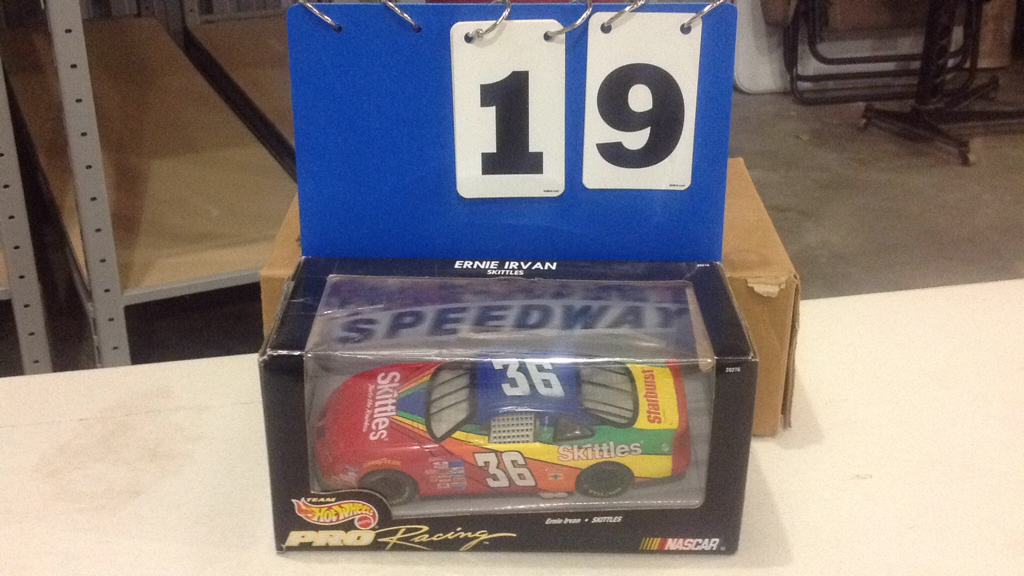 19
ERNIE IRVAN
SKITTLES
SPEEDWAY
36
Skittles
Starburst
Skittles
36
TEAM
HOT WHEELS
PRO Racing
Ernie Irvan • SKITTLES
NASCAR